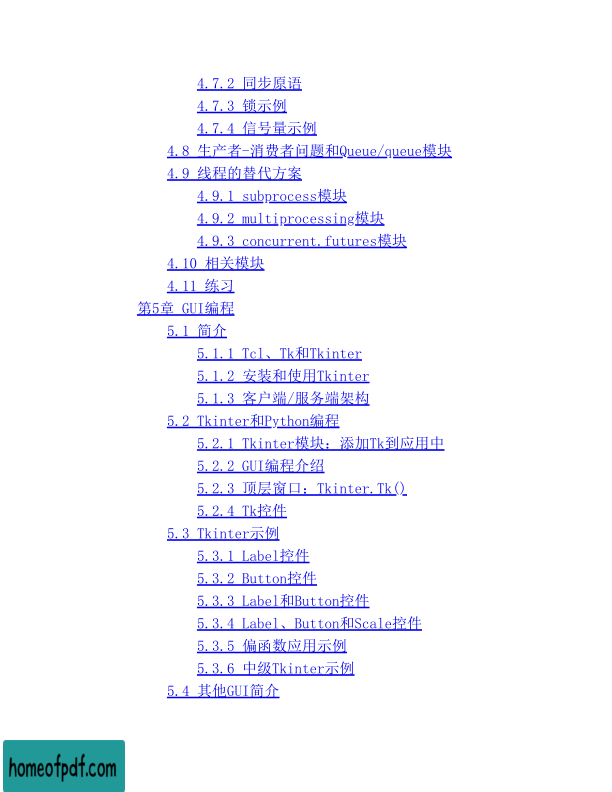 4.7.2 同步原语
4.7.3 锁示例
4.7.4 信号量示例
4.8 生产者-消费者问题和Queue/queue模块
4.9 线程的替代方案
4.9.1 subprocess模块
4.9.2 multiprocessing模块
4.9.3 concurrent.futures模块
4.10 相关模块
4.11 练习
第5章 GUI编程
5.1 简介
5.1.1 Tcl、Tk和Tkinter
5.1.2 安装和使用Tkinter
5.1.3 客户端/服务端架构
5.2 Tkinter和Python编程
5.2.1 Tkinter模块：添加Tk到应用中
5.2.2 GUI编程介绍
5.2.3 顶层窗口：Tkinter.Tk()
5.2.4 Tk控件
5.3 Tkinter示例
5.3.1 Label控件
5.3.2 Button控件
5.3.3 Label和Button控件
5.3.4 Label、Button和Scale控件
5.3.5 偏函数应用示例
5.3.6 中级Tkinter示例
5.4 其他GUI简介
homeofpdf.com